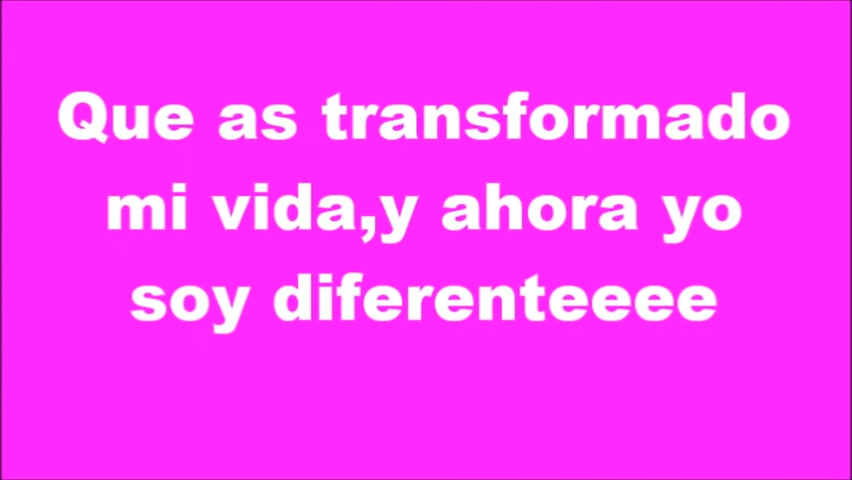 Que as transformado
mi vida,y ahora yo
soy diferenteeee